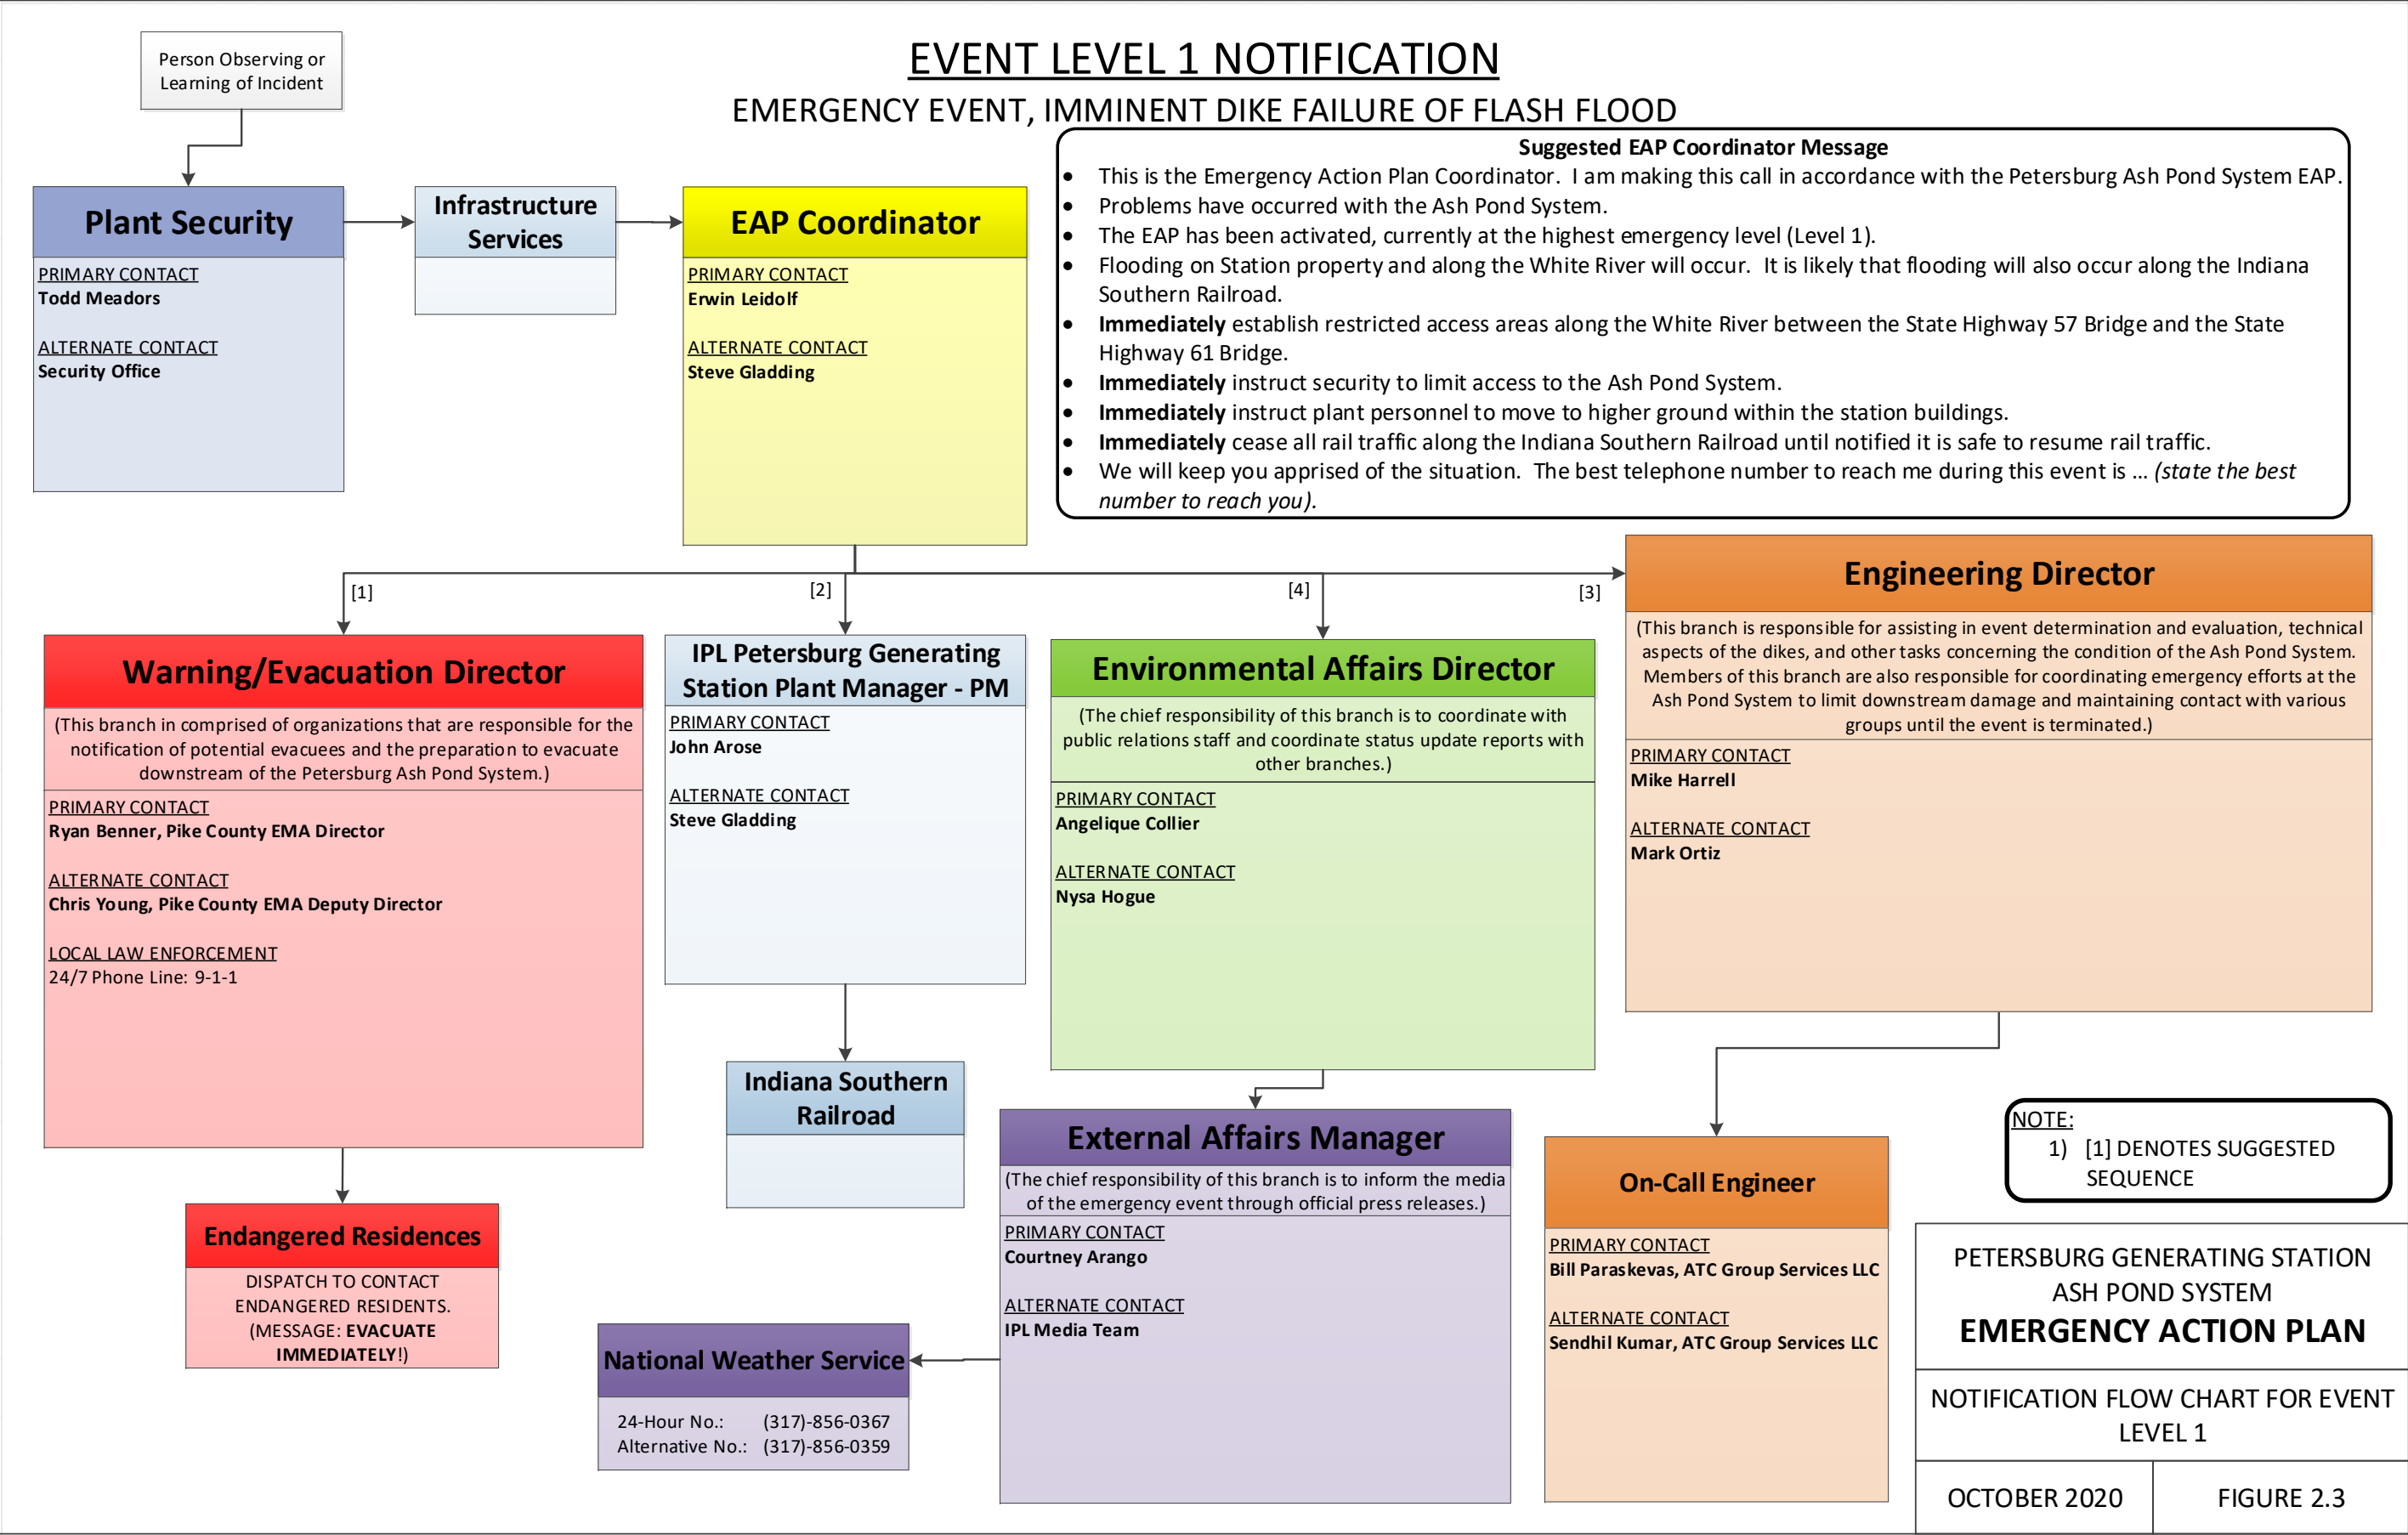 Person Observing or
Learning of Incident
EVENT LEVEL 1 NOTIFICATION
EMERGENCY EVENT, IMMINENT DIKE FAILURE OF FLASH FLOOD
Plant Security
PRIMARY CONTACT
Todd Meadors
ALTERNATE CONTACT
Security Office
Infrastructure
Services
EAP Coordinator
PRIMARY CONTACT
Erwin Leidolf
ALTERNATE CONTACT
Steve Gladding
Suggested EAP Coordinator Message
• This is the Emergency Action Plan Coordinator. I am making this call in accordance with the Petersburg Ash Pond System EAP.
• Problems have occurred with the Ash Pond System.
• The EAP has been activated, currently at the highest emergency level (Level 1).
• Flooding on Station property and along the White River will occur. It is likely that flooding will also occur along the Indiana
Southern Railroad.
• Immediately establish restricted access areas along the White River between the State Highway 57 Bridge and the State
Highway 61 Bridge.
• Immediately instruct security to limit access to the Ash Pond System.
• Immediately instruct plant personnel to move to higher ground within the station buildings.
• Immediately cease all rail traffic along the Indiana Southern Railroad until notified it is safe to resume rail traffic.
• We will keep you apprised of the situation. The best telephone number to reach me during this event is ... (state the best
number to reach you).
[1]
[2]
[4]
[3]
Warning/Evacuation Director
(This branch in comprised of organizations that are responsible for the
notification of potential evacuees and the preparation to evacuate
downstream of the Petersburg Ash Pond System.)
PRIMARY CONTACT
Ryan Benner, Pike County EMA Director
ALTERNATE CONTACT
Chris Young, Pike County EMA Deputy Director
LOCAL LAW ENFORCEMENT
24/7 Phone Line: 9-1-1
IPL Petersburg Generating
Station Plant Manager - PM
PRIMARY CONTACT
John Arose
ALTERNATE CONTACT
Steve Gladding
Environmental Affairs Director
(The chief responsibility of this branch is to coordinate with
public relations staff and coordinate status update reports with
other branches.)
PRIMARY CONTACT
Angelique Collier
ALTERNATE CONTACT
Nysa Hogue
Engineering Director
(This branch is responsible for assisting in event determination and evaluation, technical
aspects of the dikes, and other tasks concerning the condition of the Ash Pond System.
Members of this branch are also responsible for coordinating emergency efforts at the
Ash Pond System to limit downstream damage and maintaining contact with various
groups until the event is terminated.)
PRIMARY CONTACT
Mike Harrell
ALTERNATE CONTACT
Mark Ortiz
Endangered Residences
DISPATCH TO CONTACT
ENDANGERED RESIDENTS.
(MESSAGE: EVACUATE
IMMEDIATELY!)
Indiana Southern
Railroad
External Affairs Manager
(The chief responsibility of this branch is to inform the media
of the emergency event through official press releases.)
PRIMARY CONTACT
Courtney Arango
ALTERNATE CONTACT
IPL Media Team
National Weather Service
24-Hour No.: (317)-856-0367
Alternative No.: (317)-856-0359
On-Call Engineer
PRIMARY CONTACT
Bill Paraskevas, ATC Group Services LLC
ALTERNATE CONTACT
Sendhil Kumar, ATC Group Services LLC
NOTE:
1) [1] DENOTES SUGGESTED
SEQUENCE
PETERSBURG GENERATING STATION
ASH POND SYSTEM
EMERGENCY ACTION PLAN
NOTIFICATION FLOW CHART FOR EVENT
LEVEL 1
OCTOBER 2020
FIGURE 2.3